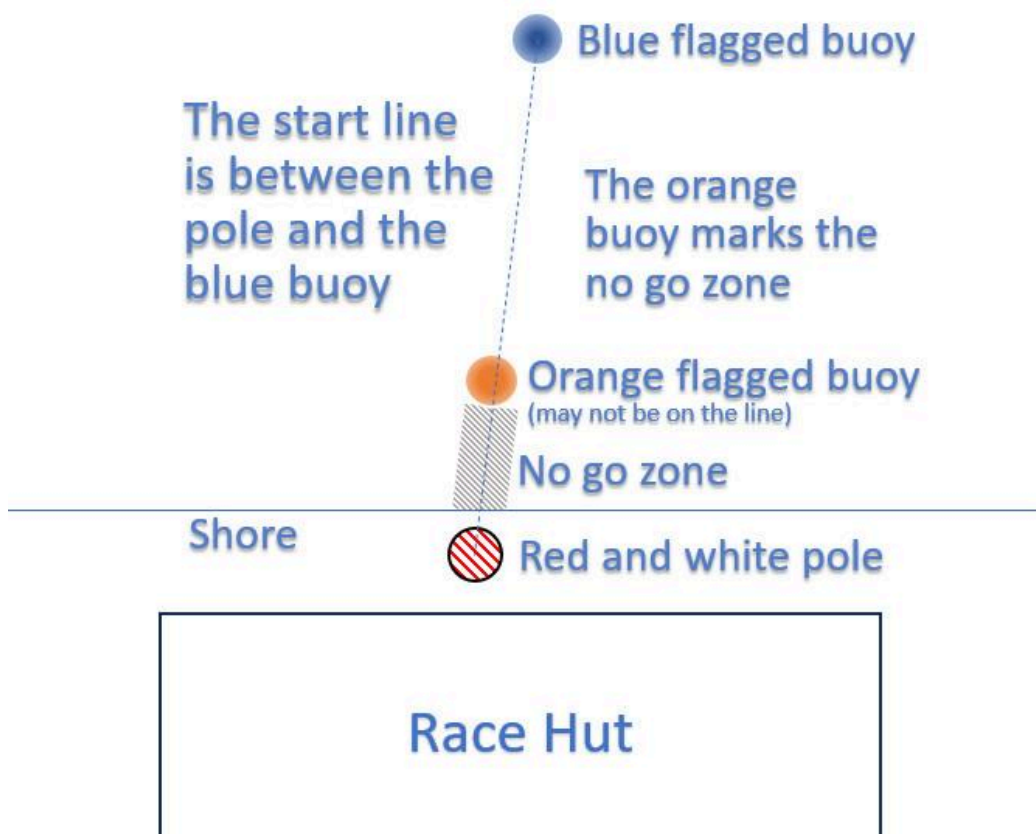 Blue flagged buoy
The start line
is between the
pole and the
blue buoy
The orange
buoy marks the
no go zone
Orange flagged buoy
(may not be on the line)
No go zone
Shore
Red and white pole
Race Hut